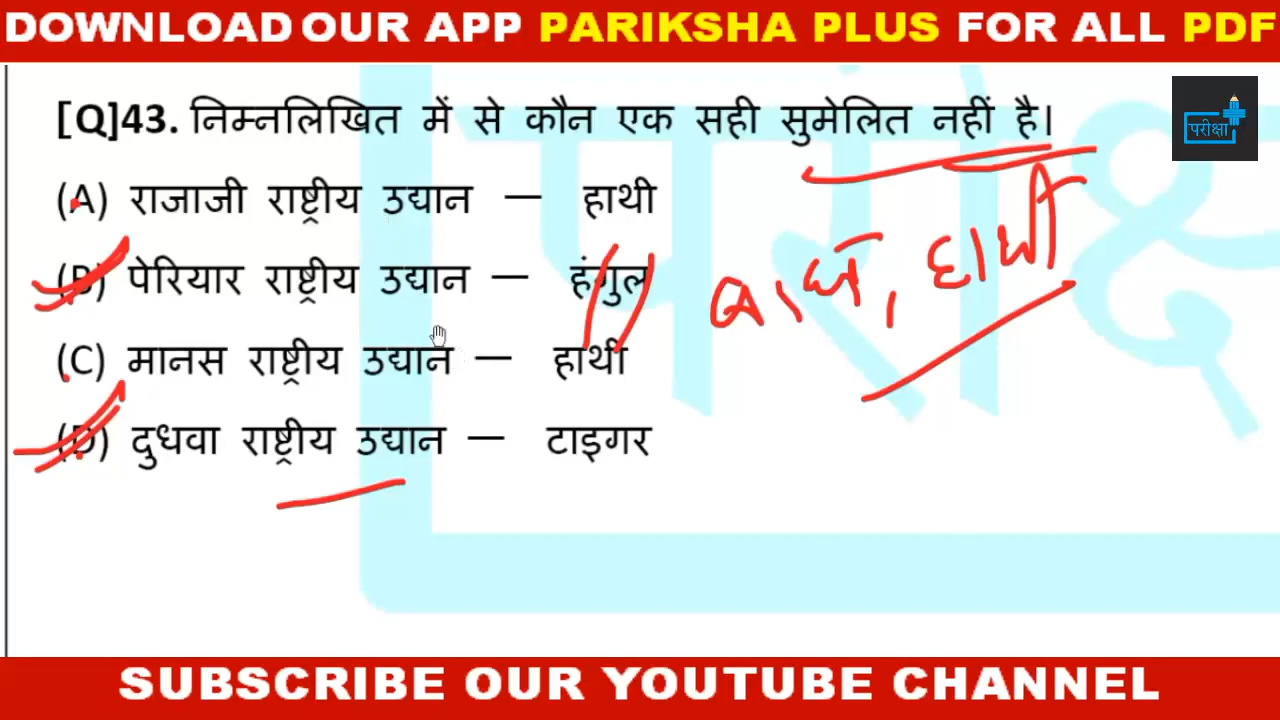 DOWNLOAD OUR APP PARIKSHA PLUS FOR ALL PDF
[Q]43. निम्नलिखित में से कौन एक सही सुमेलित नहीं है।
परीक्षा
(A) राजाजी राष्ट्रीय उद्यान — हाथी
(B) पेरियार राष्ट्रीय उद्यान — हंगुल
बाघ, हाथी
(C) मानस राष्ट्रीय उद्यान — हाथी
(D) दुधवा राष्ट्रीय उद्यान — टाइगर
SUBSCRIBE OUR YOUTUBE CHANNEL